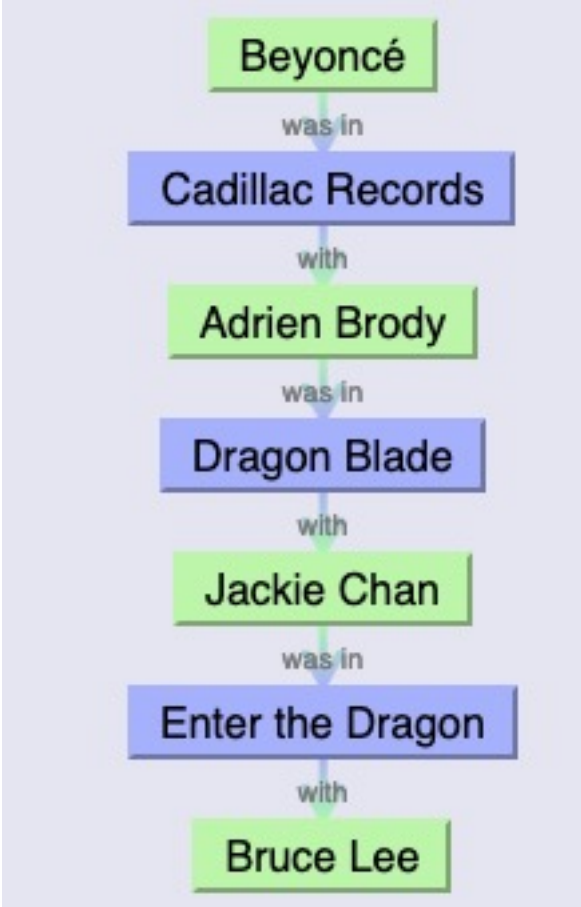 Beyoncé
was in
Cadillac Records
with
Adrien Brody
was in
Dragon Blade
with
Jackie Chan
was in
Enter the Dragon
with
Bruce Lee